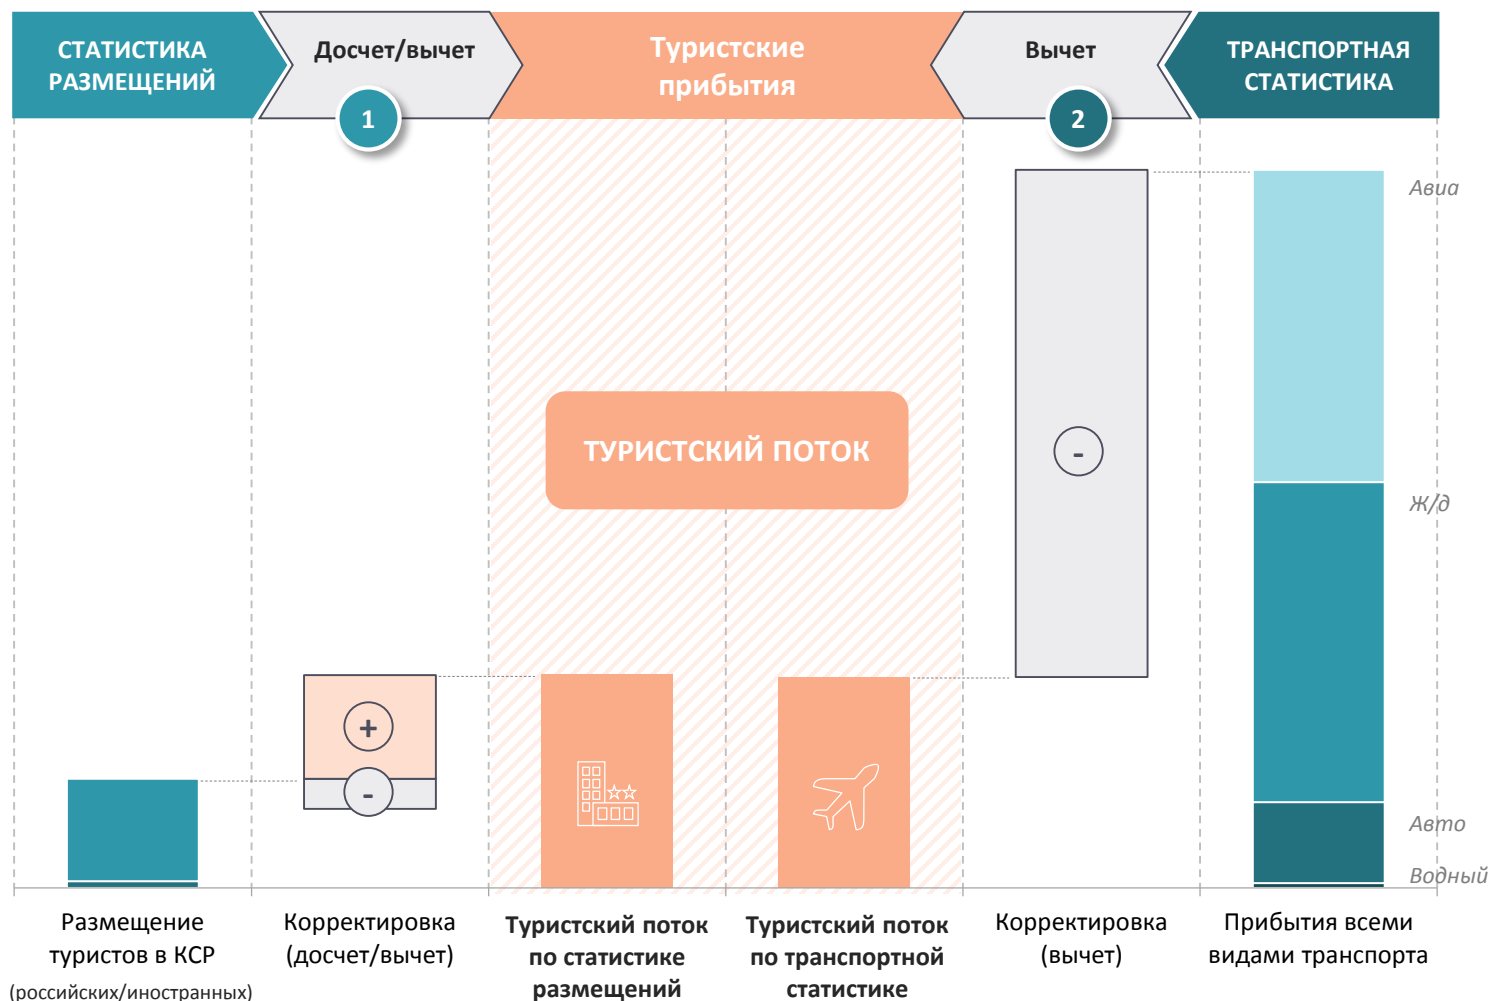 СТАТИСТИКА
РАЗМЕЩЕНИЙ
Досчет/вычет
1
Туристские
прибытия
Вычет
2
ТРАНСПОРТНАЯ
СТАТИСТИКА
Авиа
ТУРИСТСКИЙ ПОТОК
-
Ж/д
+
-
Авто
Водный
Размещение
туристов в КСР
(российских/иностранных)
Корректировка
(досчет/вычет)
Туристский поток
по статистике
размещений
Туристский поток
по транспортной
статистике
Корректировка
(вычет)
Прибытия всеми
видами транспорта